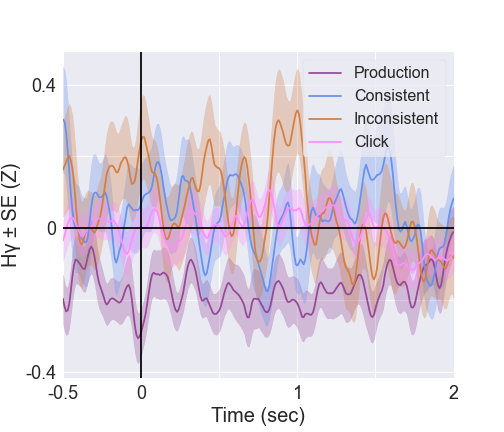 Production
Consistent
Inconsistent
Click
Hγ ± SE (Z)
0.4
0
-0.4
-0.5 0 1 2
Time (sec)